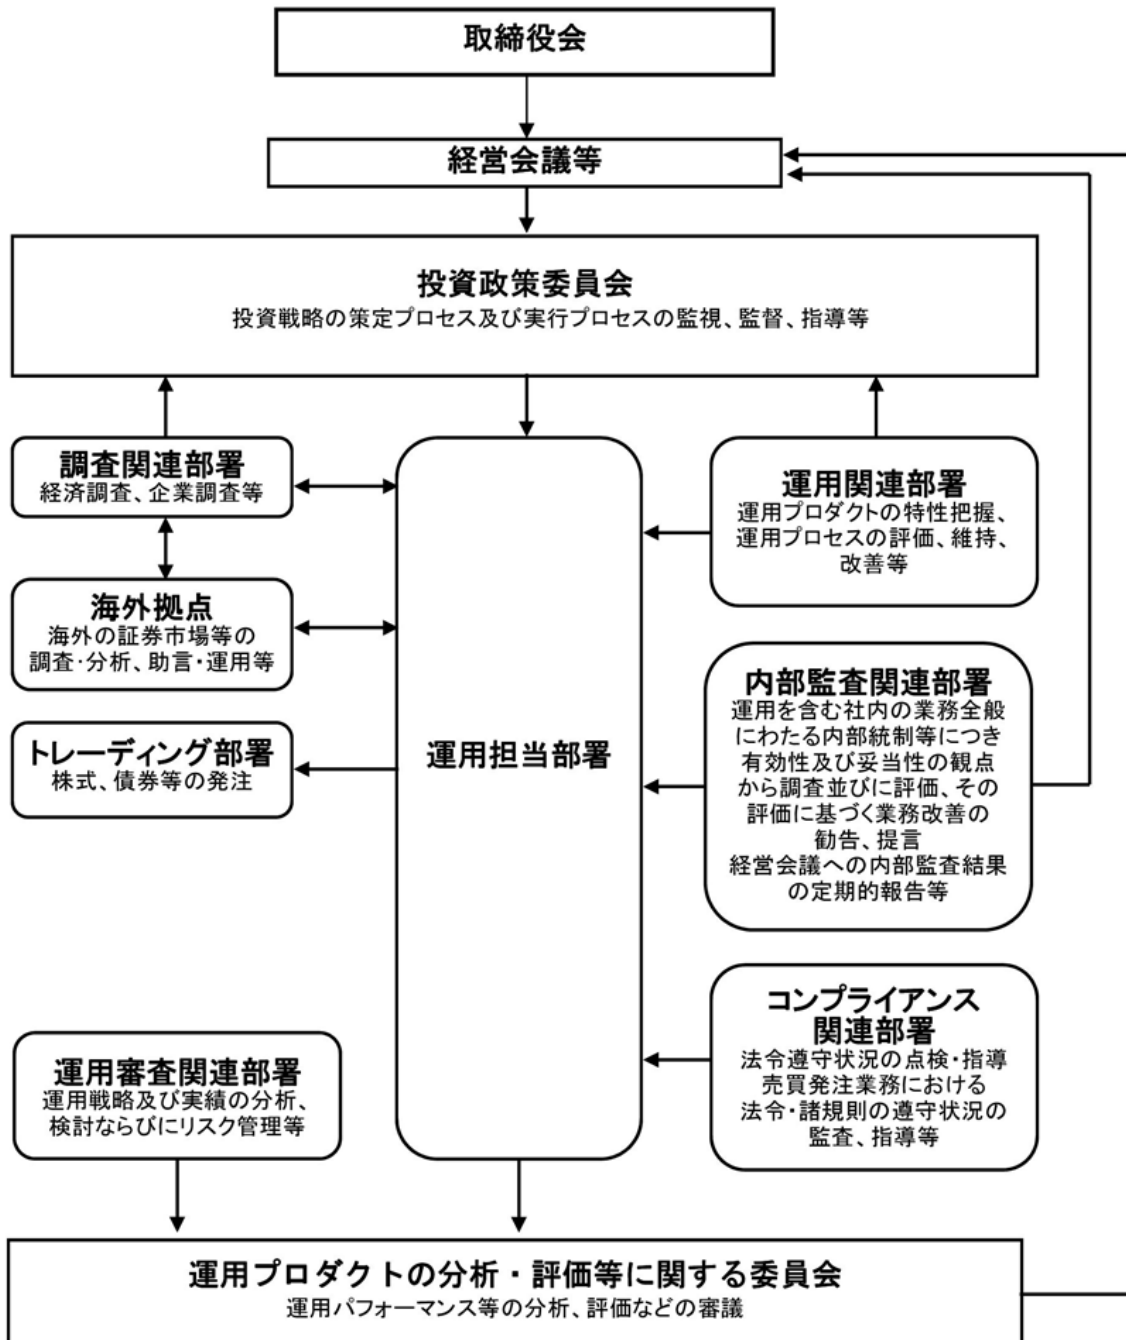 取締役会
経営会議等
投資政策委員会
投資戦略の策定プロセス及び実行プロセスの監視、監督、指導等
調査関連部署
経済調査、企業調査等
海外拠点
海外の証券市場等の
調査・分析、助言・運用等
トレーディング部署
株式、債券等の発注
運用担当部署
運用関連部署
運用プロダクトの特性把握、
運用プロセスの評価、維持、
改善等
内部監査関連部署
運用を含む社内の業務全般
にわたる内部統制等につき
有効性及び妥当性の観点
から調査並びに評価、その
評価に基づく業務改善の
勧告、提言
経営会議への内部監査結果
の定期的報告等
コンプライアンス
関連部署
法令遵守状況の点検・指導
売買発注業務における
法令・諸規則の遵守状況の
監査、指導等
運用審査関連部署
運用戦略及び実績の分析、
検討ならびにリスク管理等
運用プロダクトの分析・評価等に関する委員会
運用パフォーマンス等の分析、評価などの審議